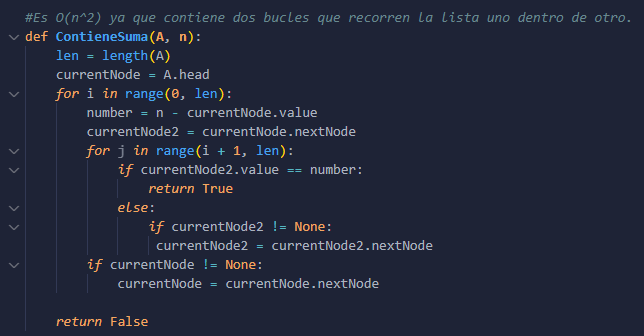 #Es O(n^2) ya que contiene dos bucles que recorren la lista uno dentro de otro.
def ContieneSuma(A, n):
    len = length(A)
    currentNode = A.head
    for i in range(0, len):
        number = n - currentNode.value
        currentNode2 = currentNode.nextNode
        for j in range(i + 1, len):
            if currentNode2.value == number:
                return True
            else:
                if currentNode2 != None:
                 currentNode2 = currentNode2.nextNode
        if currentNode != None:
            currentNode = currentNode.nextNode
    return False